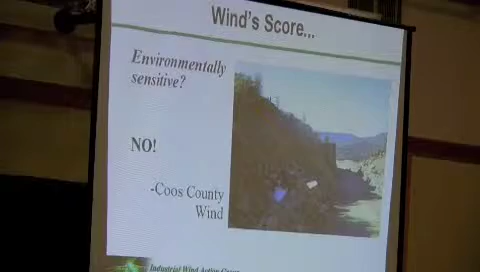 Wind's Score...
Environmentally
sensitive?
NO!
-Coos County
Wind
Industrial Wind Action Group